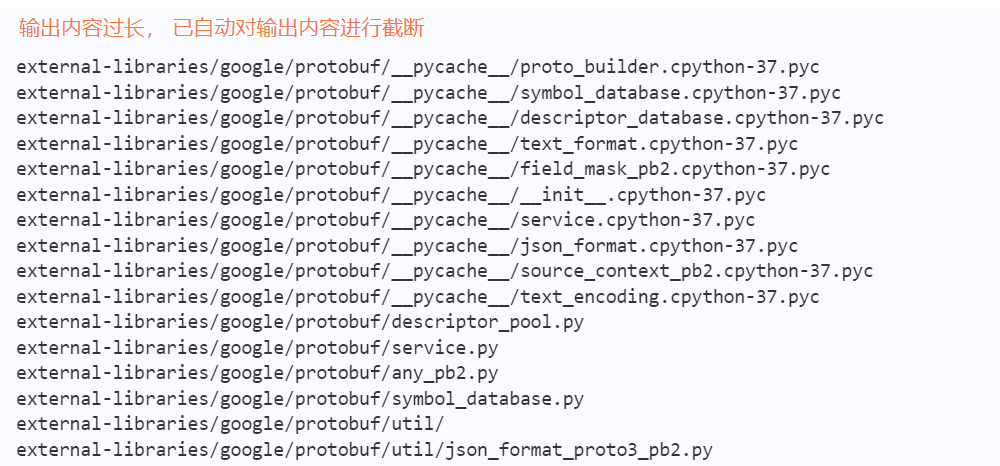 输出内容过长， 已自动对输出内容进行截断
external-libraries/google/protobuf/__pycache__/proto_builder.cpython-37.pyc
external-libraries/google/protobuf/__pycache__/symbol_database.cpython-37.pyc
external-libraries/google/protobuf/__pycache__/descriptor_database.cpython-37.pyc
external-libraries/google/protobuf/__pycache__/text_format.cpython-37.pyc
external-libraries/google/protobuf/__pycache__/field_mask_pb2.cpython-37.pyc
external-libraries/google/protobuf/__pycache__/__init__.cpython-37.pyc
external-libraries/google/protobuf/__pycache__/service.cpython-37.pyc
external-libraries/google/protobuf/__pycache__/json_format.cpython-37.pyc
external-libraries/google/protobuf/__pycache__/source_context_pb2.cpython-37.pyc
external-libraries/google/protobuf/__pycache__/text_encoding.cpython-37.pyc
external-libraries/google/protobuf/descriptor_pool.py
external-libraries/google/protobuf/service.py
external-libraries/google/protobuf/any_pb2.py
external-libraries/google/protobuf/symbol_database.py
external-libraries/google/protobuf/util/
external-libraries/google/protobuf/util/json_format_proto3_pb2.py